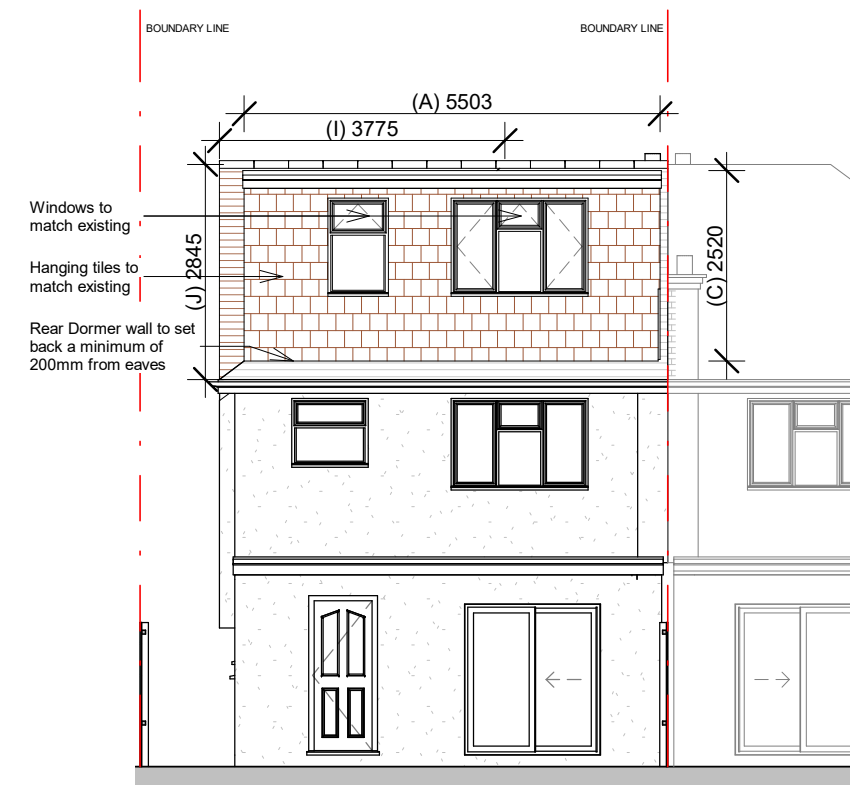 BOUNDARY LINE
BOUNDARY LINE
(A) 5503
(I) 3775
Windows to
match existing
Hanging tiles to
match existing
(J) 2845
(C) 2520
Rear Dormer wall to set
back a minimum of
200mm from eaves